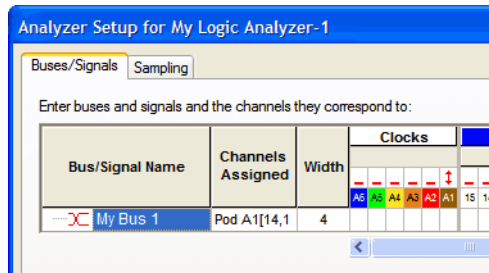 Analyzer Setup for My Logic Analyzer-1
Buses/Signals Sampling
Enter buses and signals and the channels they correspond to:
Bus/Signal Name Channels Assigned Width Clocks
A6 A5 A4 A3 A2 A1 15
My Bus 1 Pod A1[14,1 4